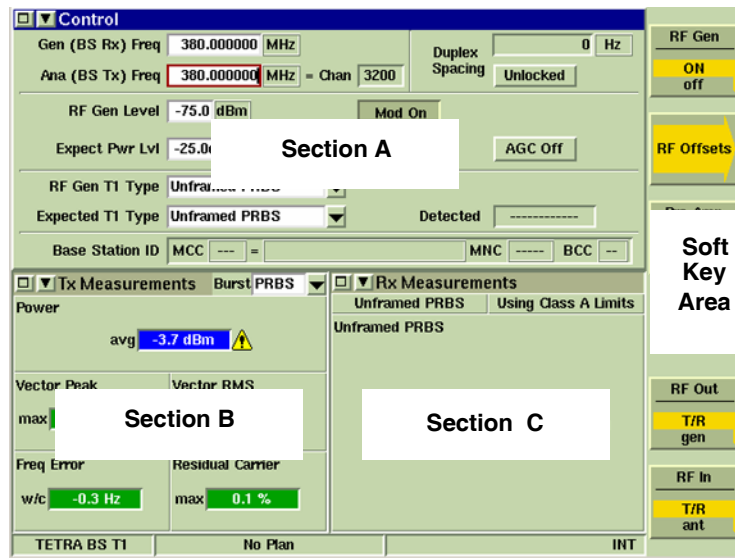 Control
Gen (BS Rx) Freq 380.000000 MHz
Duplex Spacing 0 Hz
Ana (BS Tx) Freq 380.000000 MHz = Chan 3200
Unlocked
RF Gen Level -75.0 dBm Mod On
Expect Pwr Lvl -25.0 AGC Off
Section A
RF Gen T1 Type Unframed PRBS
Expected T1 Type Unframed PRBS Detected ------------
Base Station ID MCC --- = MNC ----- BCC --
Tx Measurements Burst PRBS
Power
avg -3.7 dBm
Vector Peak Vector RMS
max
Section B
Freq Error Residual Carrier
w/c -0.3 Hz max 0.1 %
Rx Measurements
Unframed PRBS Using Class A Limits
Unframed PRBS
Section C
TETRA BS T1 No Plan INT
RF Gen
ON
off
RF Offsets
Soft
Key
Area
RF Out
T/R
gen
RF In
T/R
ant